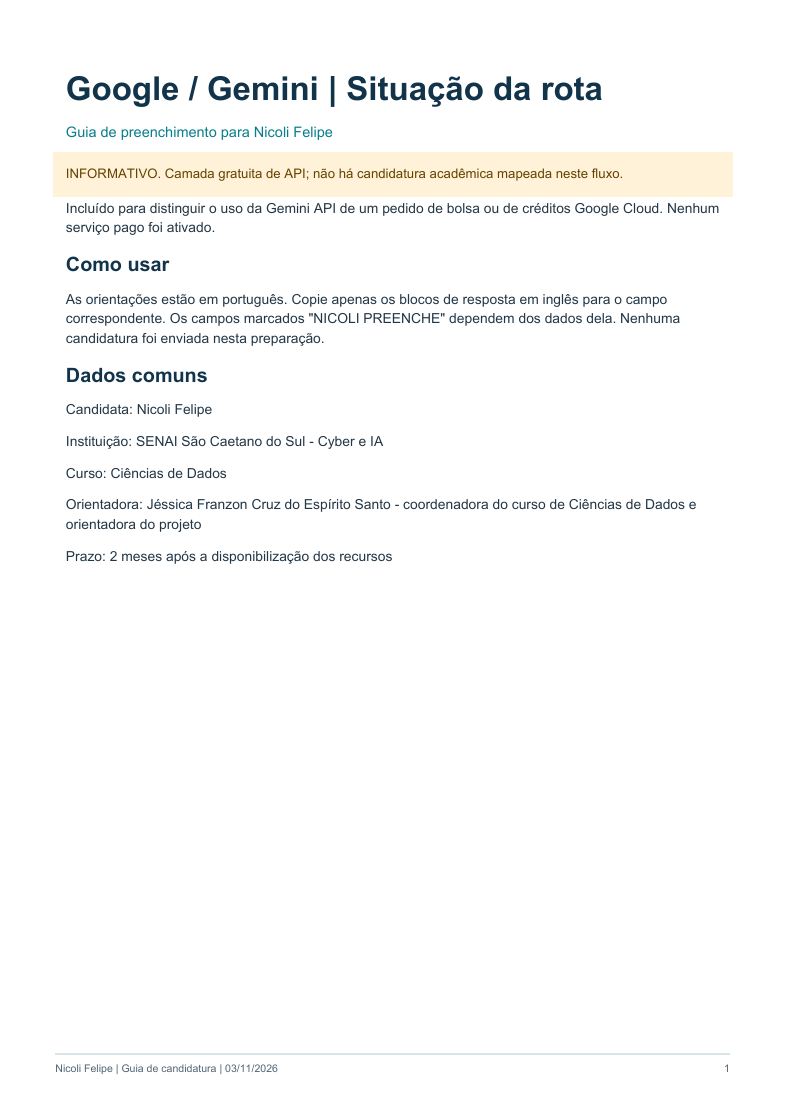 Google / Gemini | Situação da rota
Guia de preenchimento para Nicoli Felipe
INFORMATIVO. Camada gratuita de API; não há candidatura acadêmica mapeada neste fluxo.
Incluído para distinguir o uso da Gemini API de um pedido de bolsa ou de créditos Google Cloud. Nenhum
serviço pago foi ativado.
Como usar
As orientações estão em português. Copie apenas os blocos de resposta em inglês para o campo
correspondente. Os campos marcados "NICOLI PREENCHE" dependem dos dados dela. Nenhuma
candidatura foi enviada nesta preparação.
Dados comuns
Candidata: Nicoli Felipe
Instituição: SENAI São Caetano do Sul - Cyber e IA
Curso: Ciências de Dados
Orientadora: Jéssica Franzon Cruz do Espírito Santo - coordenadora do curso de Ciências de Dados e
orientadora do projeto
Prazo: 2 meses após a disponibilização dos recursos
Nicoli Felipe | Guia de candidatura | 03/11/2026
1